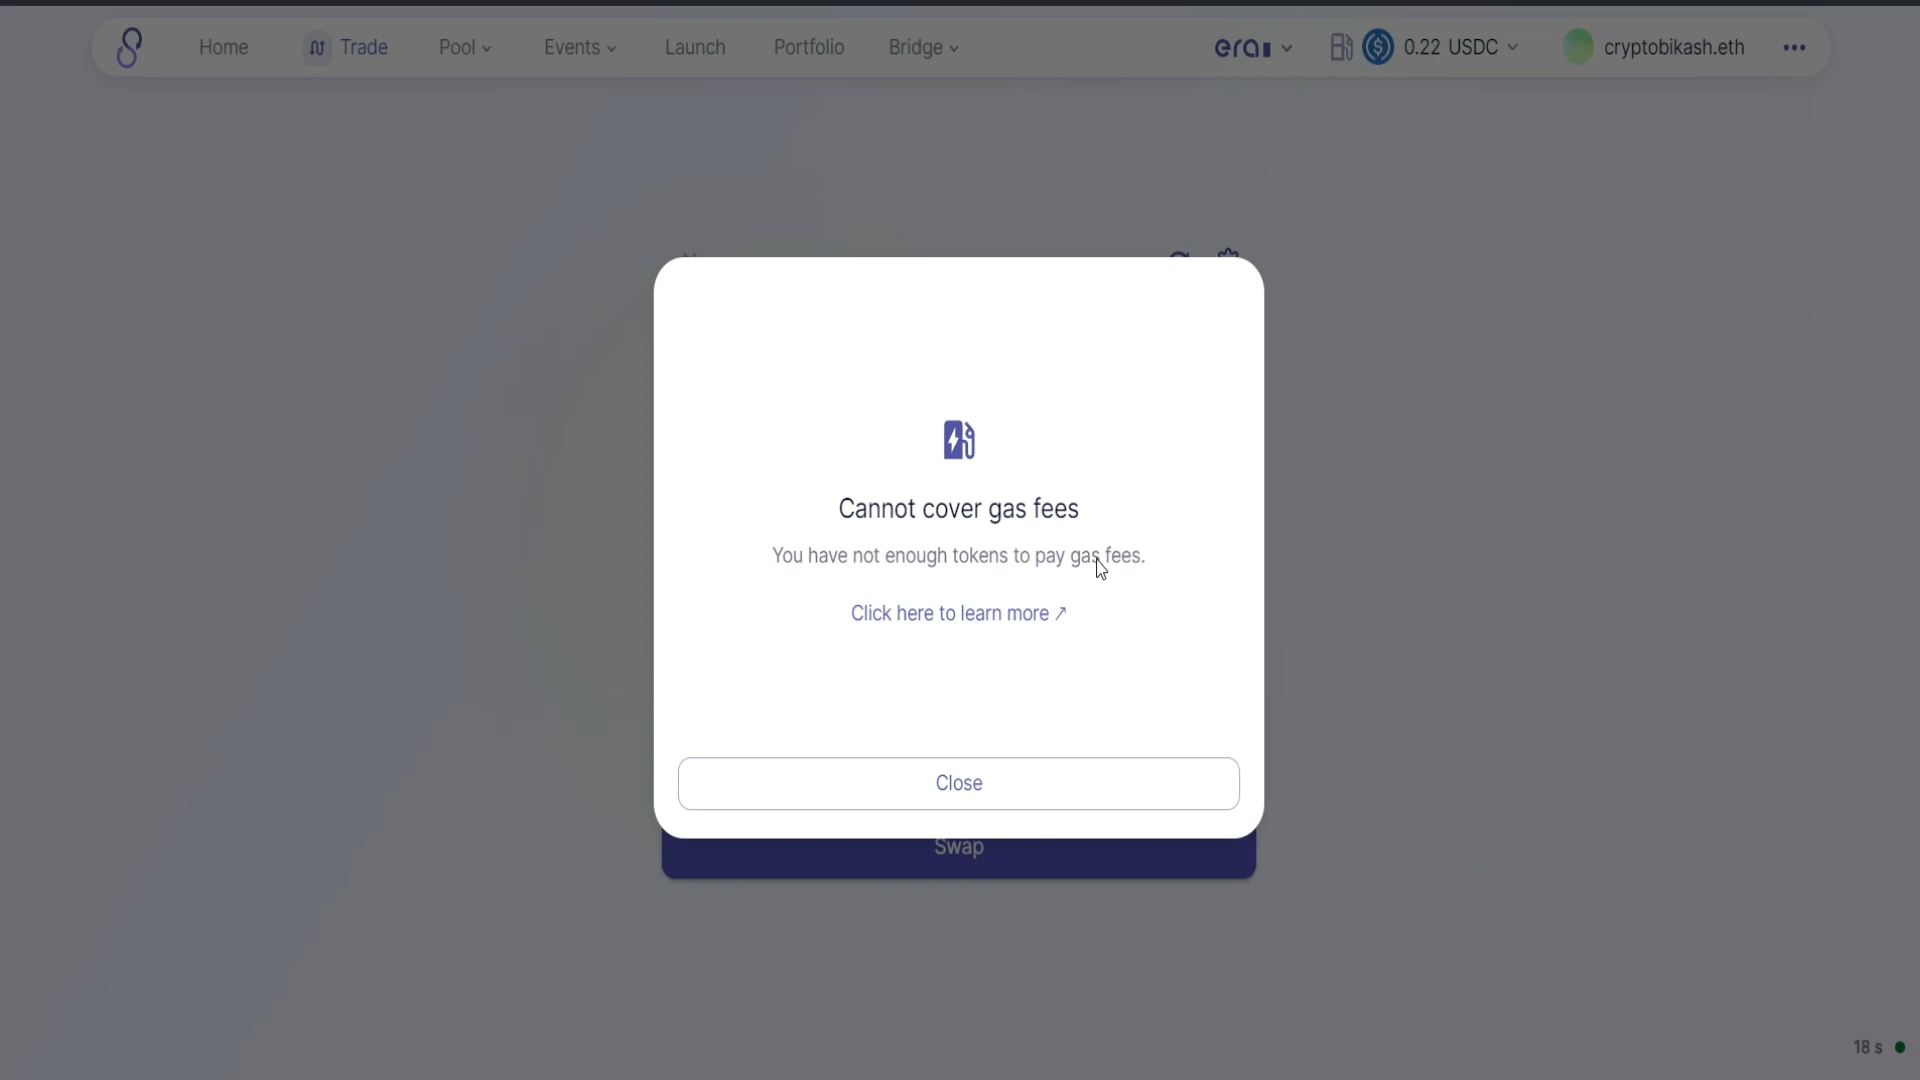 Home
Trade
Pool
Events
Launch
Portfolio
Bridge
era
0.22 USDC
cryptobikash.eth
Cannot cover gas fees
You have not enough tokens to pay gas fees.
Click here to learn more ↗
Close
Swap
18 s